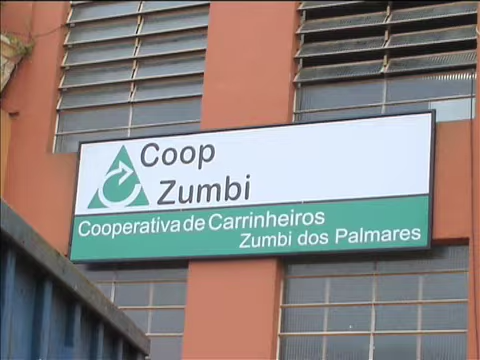 Coop
Zumbi
Cooperativa de Carrinheiros
Zumbi dos Palmares